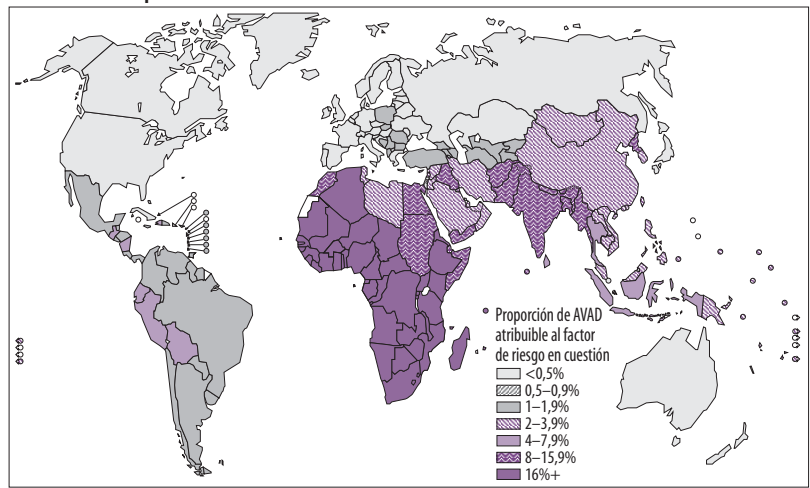 Proporción de AVAD
atribuible al factor
de riesgo en cuestión
<0,5%
0,5–0,9%
1–1,9%
2–3,9%
4–7,9%
8–15,9%
16%+